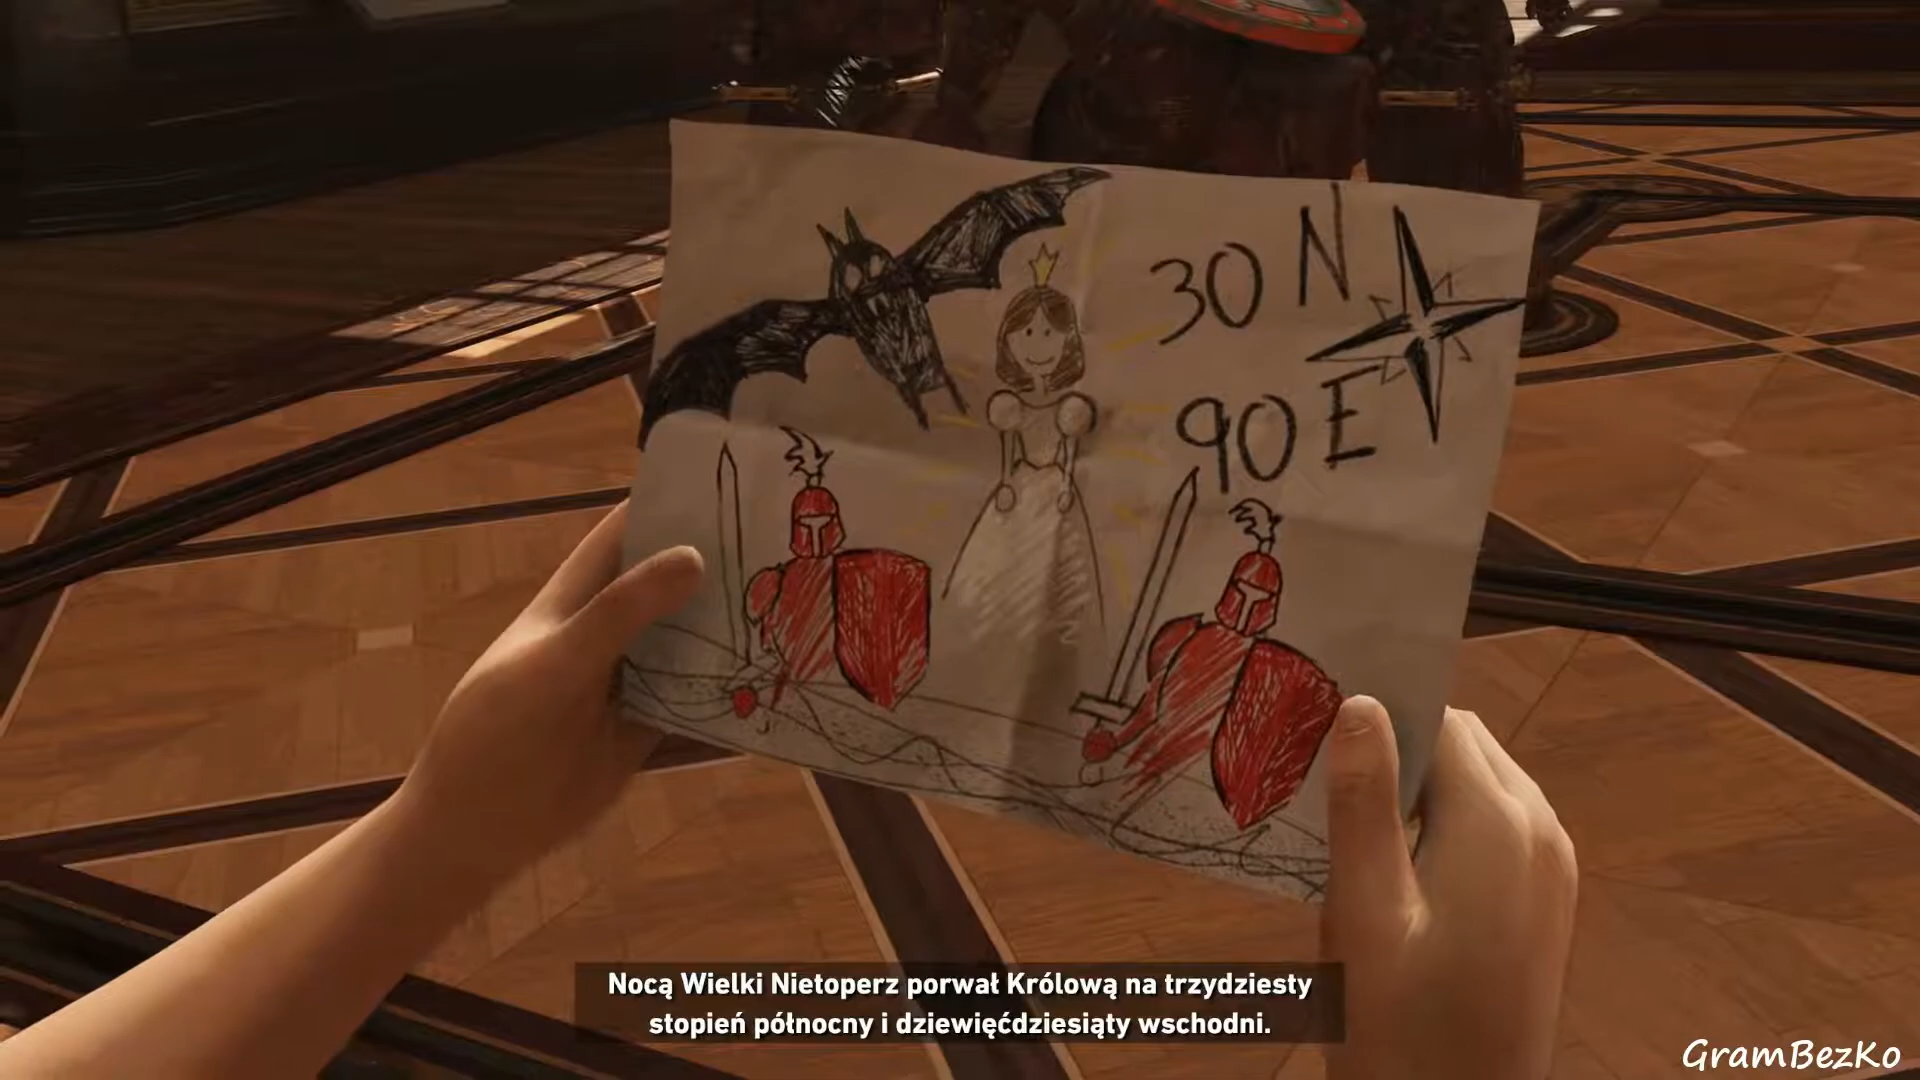 30 N
90 E
Nocą Wielki Nietoperz porwał Królową na trzydziesty
stopień północny i dziewięćdziesiąty wschodni.
GramBezKo